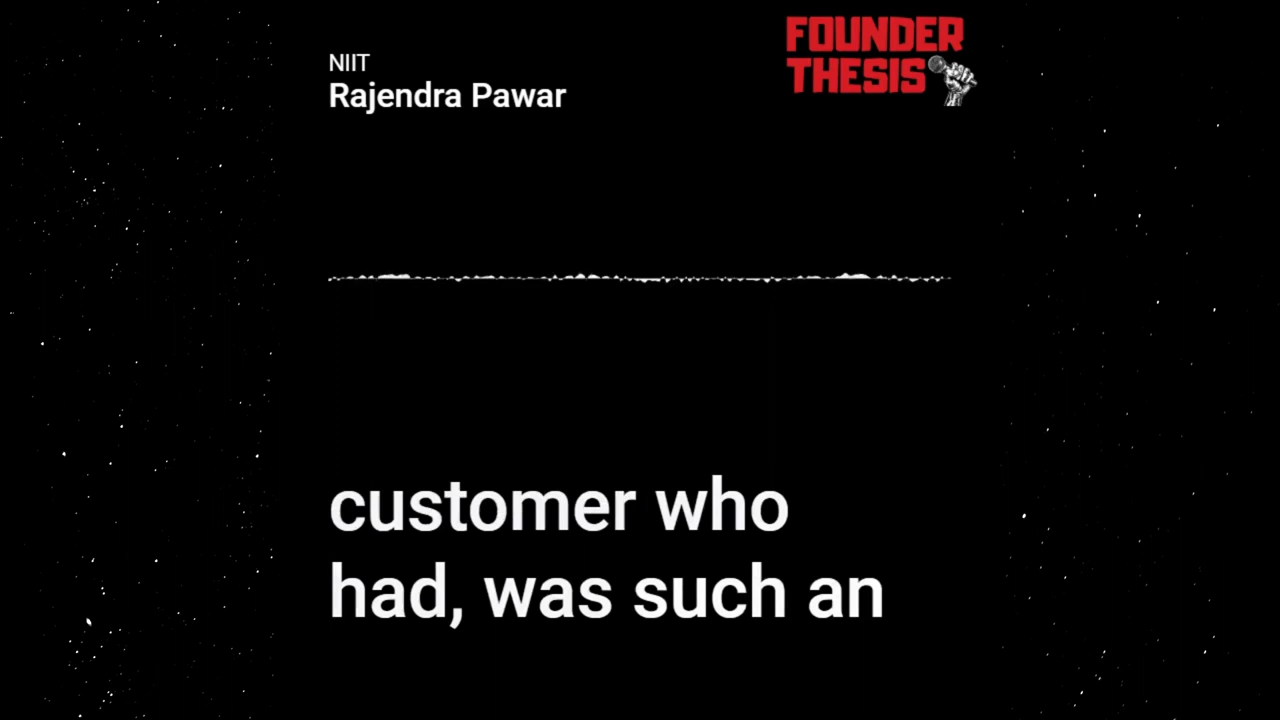 NIIT
Rajendra Pawar
FOUNDER
THESIS
customer who
had, was such an